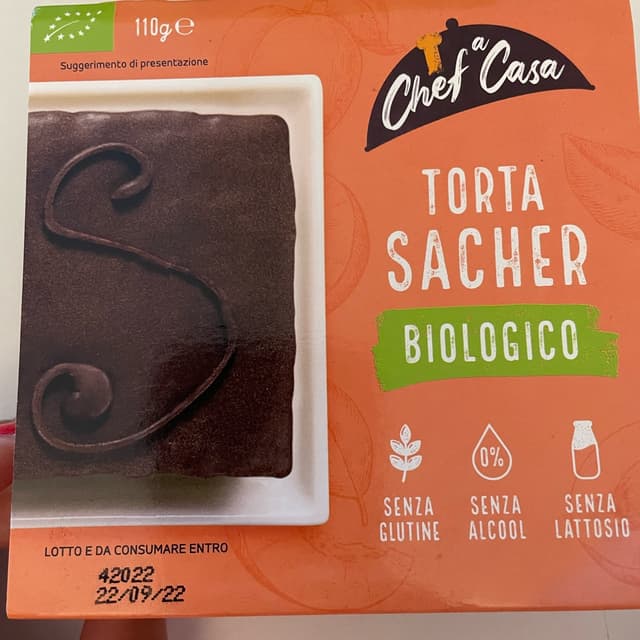 110g ℮
Suggerimento di presentazione
Chef a Casa
TORTA
SACHER
BIOLOGICO
0%
SENZA
GLUTINE
SENZA
ALCOOL
SENZA
LATTOSIO
LOTTO E DA CONSUMARE ENTRO
42022
22/09/22